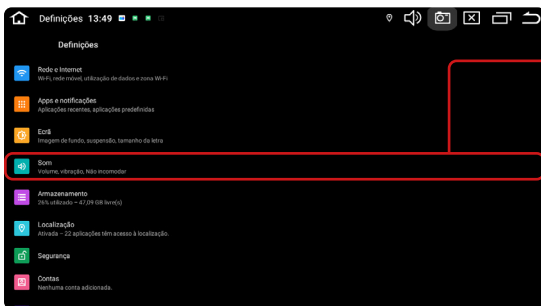 Definições 13:49
Definições
Rede e Internet
Wi-Fi, rede móvel, utilização de dados e zona Wi-Fi
Apps e notificações
Aplicações recentes, aplicações predefinidas
Ecrã
Imagem de fundo, suspensão, tamanho da letra
Som
Volume, vibração, Não incomodar
Armazenamento
26% utilizado – 47,09 GB livre(s)
Localização
Ativada – 22 aplicações têm acesso à localização.
Segurança
Contas
Nenhuma conta adicionada.